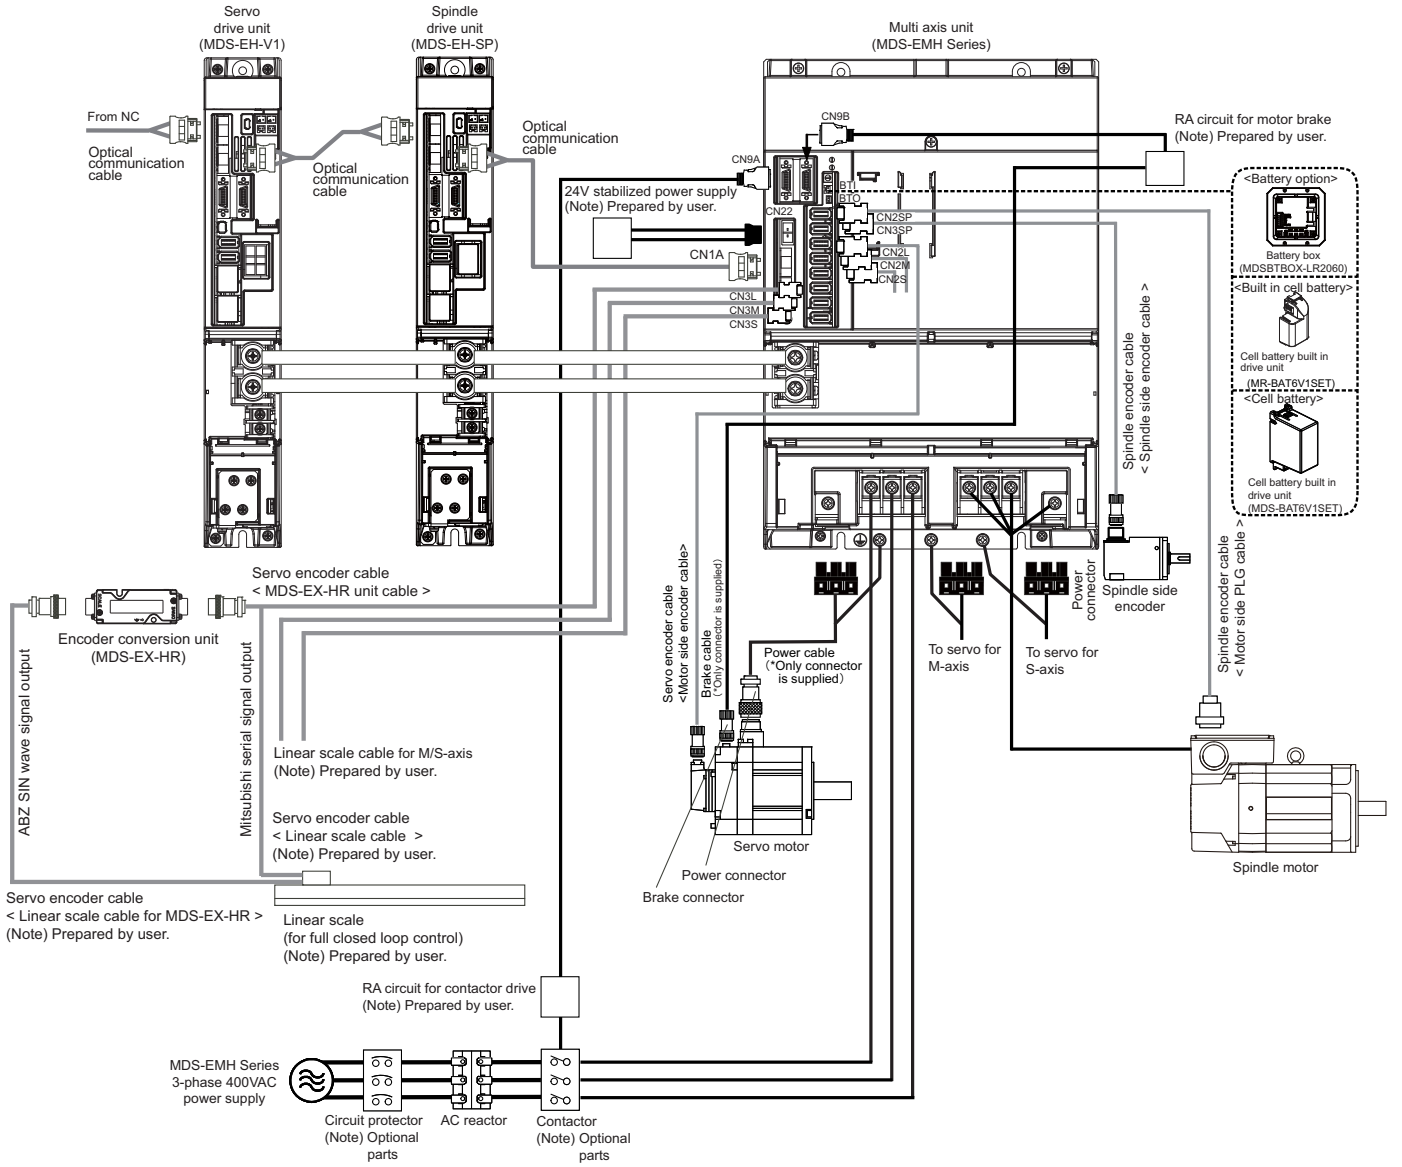 Servo
drive unit
(MDS-EH-V1)
Spindle
drive unit
(MDS-EH-SP)
Multi axis unit
(MDS-EMH Series)
From NC
Optical
communication
cable
Optical
communication
cable
Optical
communication
cable
CN9B
RA circuit for motor brake
(Note) Prepared by user.
CN9A
24V stabilized power supply
(Note) Prepared by user.
BTI
BTO
CN22
CN2SP
CN3SP
CN1A
CN2L
CN2M
CN2S
CN3L
CN3M
CN3S
<Battery option>
Battery box
(MDSBTBOX-LR2060)
<Built in cell battery>
Cell battery built in
drive unit
(MR-BAT6V1SET)
<Cell battery>
Cell battery built in
drive unit
(MDS-BAT6V1SET)
Spindle encoder cable
< Spindle side encoder cable >
Spindle side
encoder
Spindle encoder cable
< Motor side PLG cable >
Servo encoder cable
< MDS-EX-HR unit cable >
Encoder conversion unit
(MDS-EX-HR)
ABZ SIN wave signal output
Mitsubishi serial signal output
Servo encoder cable
<Motor side encoder cable>
Brake cable
(*Only connector is supplied)
Power cable
(*Only connector
is supplied)
Power
connector
To servo for
M-axis
To servo for
S-axis
Linear scale cable for M/S-axis
(Note) Prepared by user.
Servo encoder cable
< Linear scale cable >
(Note) Prepared by user.
Servo motor
Power connector
Brake connector
Spindle motor
Servo encoder cable
< Linear scale cable for MDS-EX-HR >
(Note) Prepared by user.
Linear scale
(for full closed loop control)
(Note) Prepared by user.
RA circuit for contactor drive
(Note) Prepared by user.
MDS-EMH Series
3-phase 400VAC
power supply
Circuit protector
(Note) Optional
parts
AC reactor
Contactor
(Note) Optional
parts